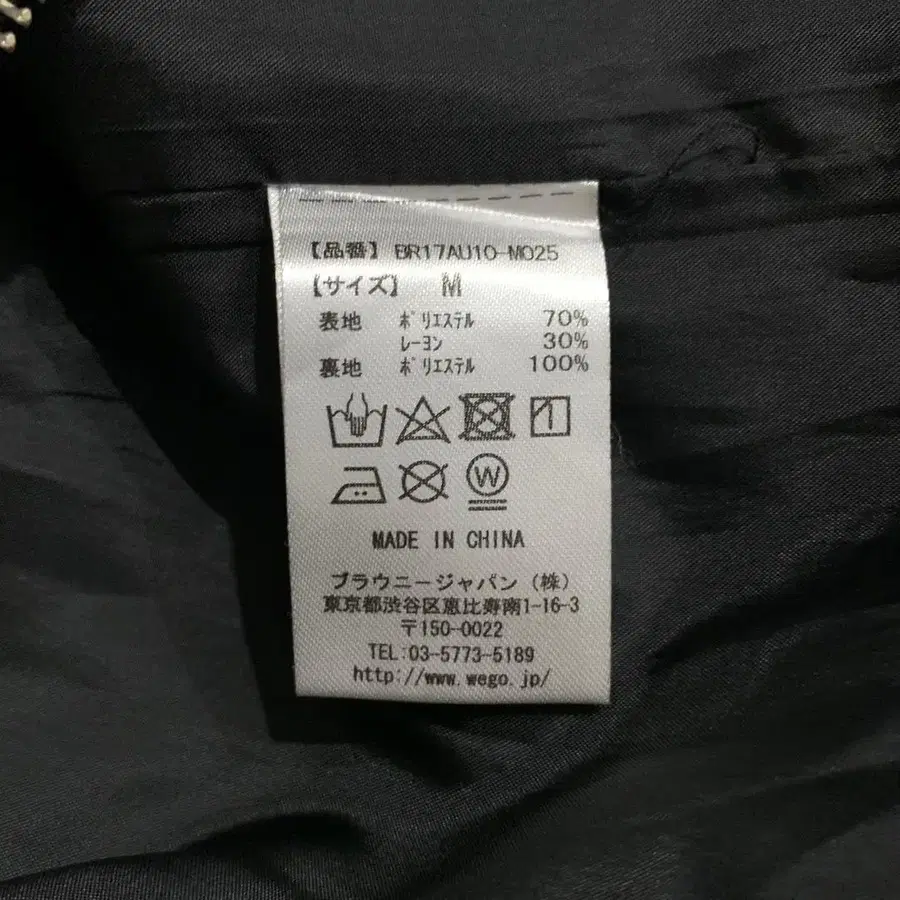 【品番】 BR17AU10-M025
【サイズ】 M
表地 ポリエステル 70%
レーヨン 30%
裏地 ポリエステル 100%
W
MADE IN CHINA
ブラウニージャパン（株）
東京都渋谷区恵比寿南1-16-3
〒150-0022
TEL:03-5773-5189
http://www.wego.jp/